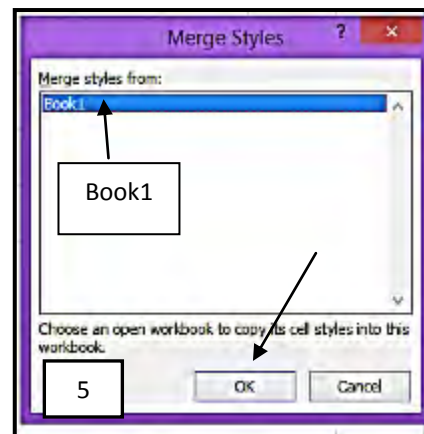 Merge Styles ?
Merge styles from:
Book1
Book1
Choose an open workbook to copy its cell styles into this
workbook.
5
OK Cancel